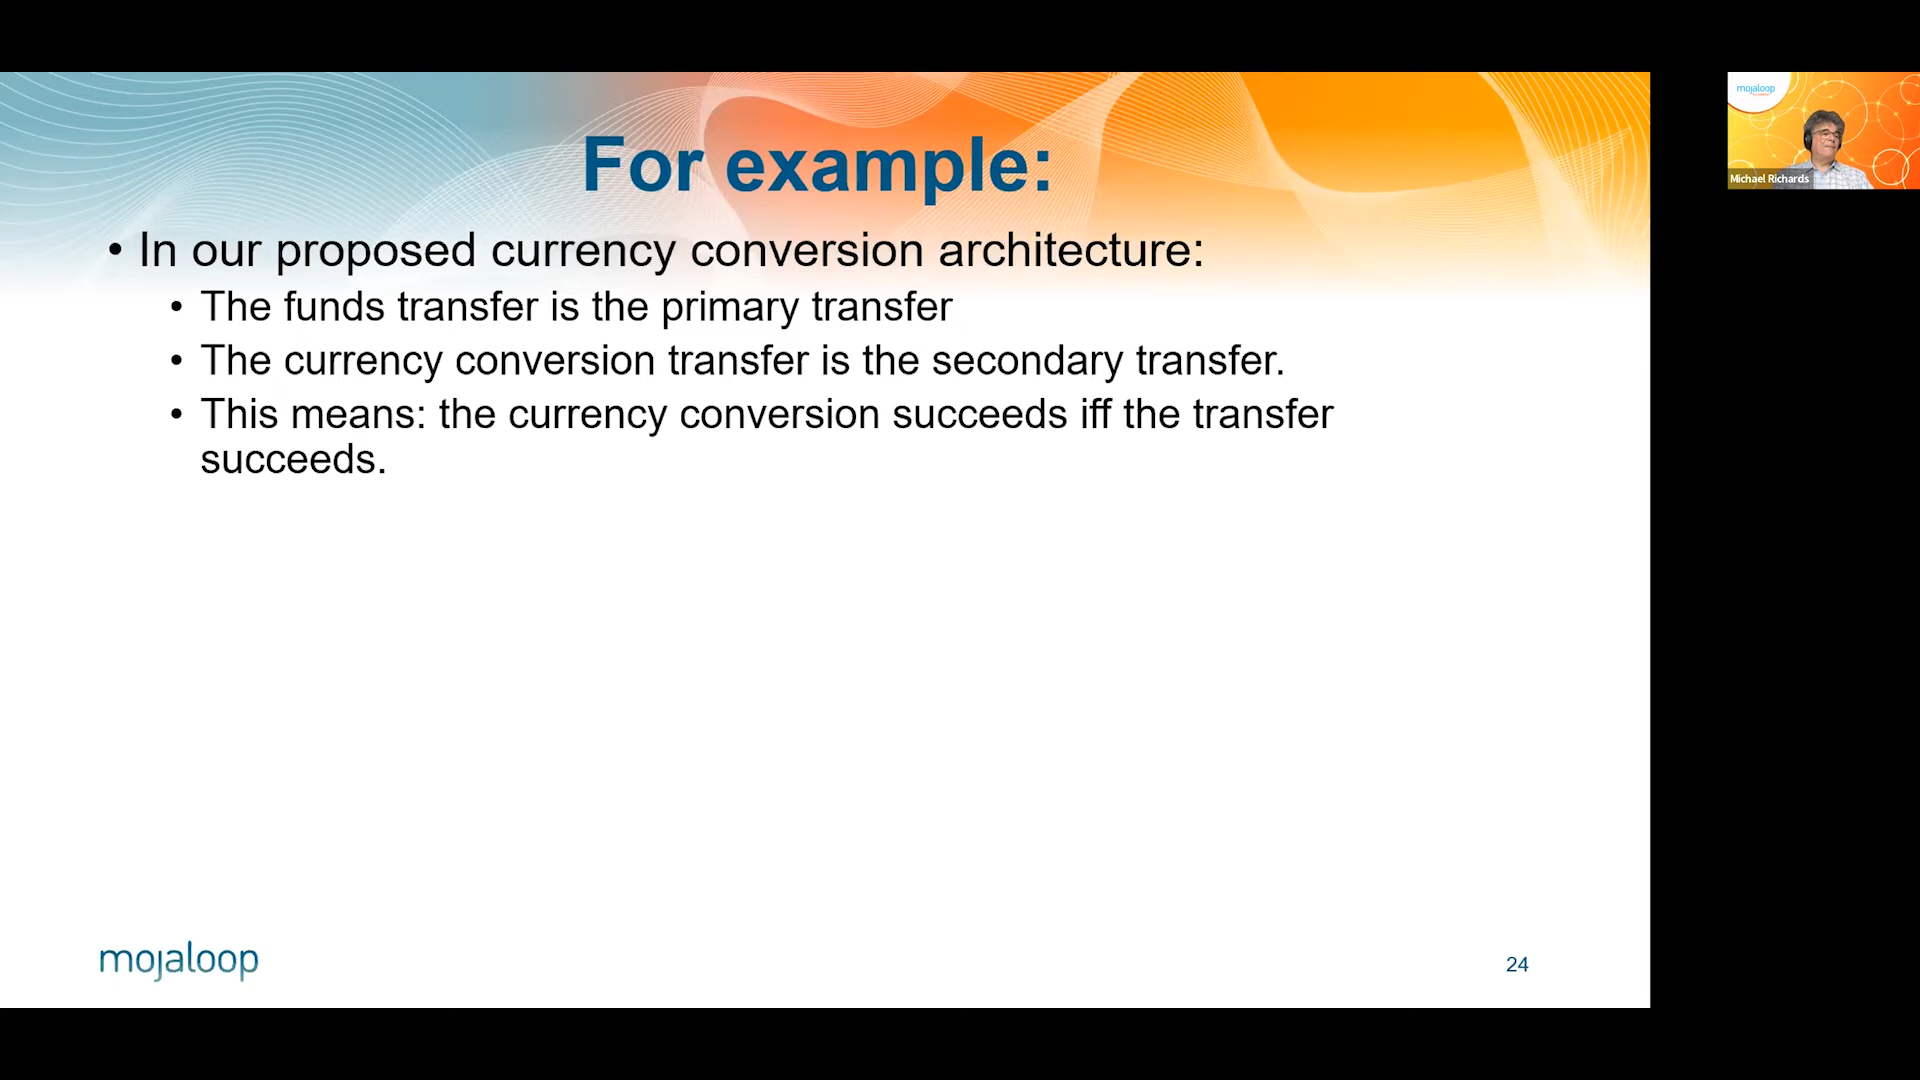 For example:
• In our proposed currency conversion architecture:
• The funds transfer is the primary transfer
• The currency conversion transfer is the secondary transfer.
• This means: the currency conversion succeeds iff the transfer
succeeds.
mojaloop
24
mojaloop
Michael Richards